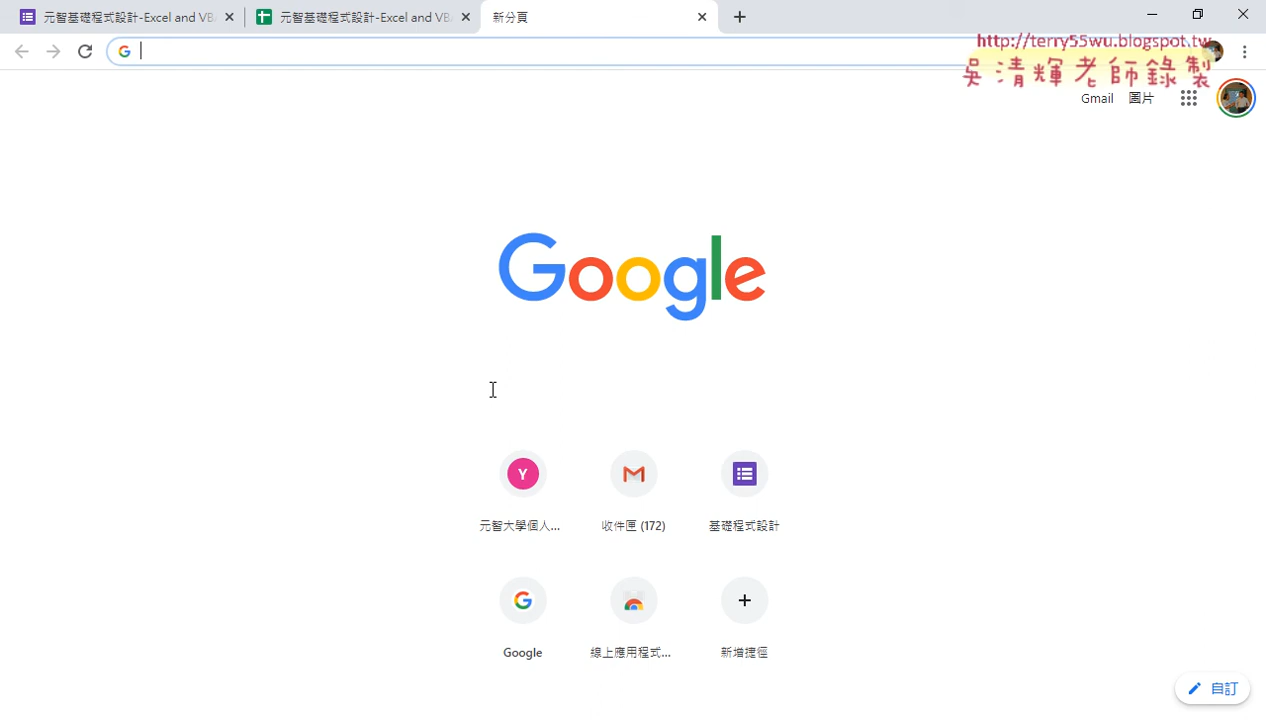 元智基礎程式設計-Excel and VB
元智基礎程式設計-Excel and VB
新分頁
http://terry55wu.blogspot.tw
吳清輝老師錄製
Gmail
圖片
Google
Y
元智大學個人...
收件匣 (172)
基礎程式設計
Google
線上應用程式...
新增捷徑
自訂